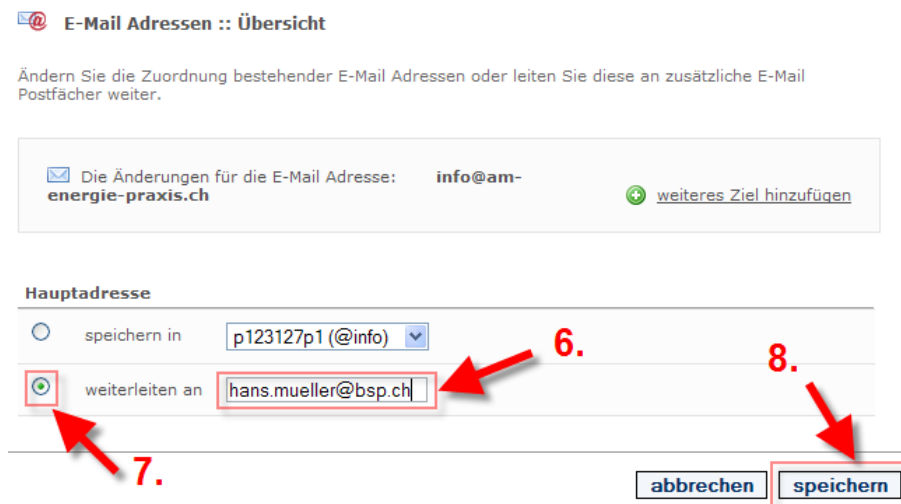 E-Mail Adressen :: Übersicht
Ändern Sie die Zuordnung bestehender E-Mail Adressen oder leiten Sie diese an zusätzliche E-Mail
Postfächer weiter.
Die Änderungen für die E-Mail Adresse: info@am-
energie-praxis.ch
weiteres Ziel hinzufügen
Hauptadresse
speichern in p123127p1 (@info)
6.
8.
weiterleiten an hans.mueller@bsp.ch
7.
abbrechen speichern